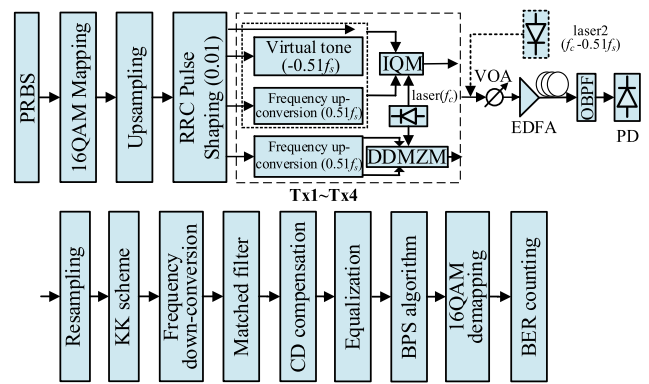 PRBS
16QAM Mapping
Upsampling
RRC Pulse
Shaping (0.01)
Virtual tone
(-0.51fs)
Frequency up-
conversion (0.51fs)
Frequency up-
conversion (0.51fs)
IQM
laser(fc)
DDMZM
Tx1~Tx4
laser2
(fc-0.51fs)
VOA
EDFA
OBPF
PD
Resampling
KK scheme
Frequency
down-conversion
Matched filter
CD compensation
Equalization
BPS algorithm
16QAM
demapping
BER counting